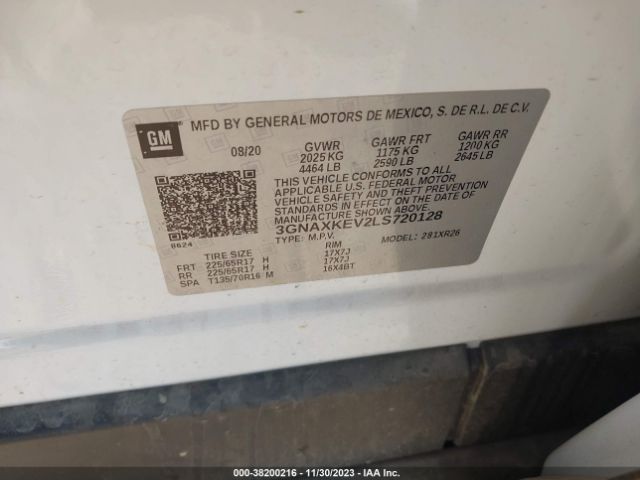 GM
MFD BY GENERAL MOTORS DE MEXICO, S. DE R.L. DE C.V.
08/20 GVWR GAWR FRT GAWR RR
2025 KG 1175 KG 1200 KG
4464 LB 2590 LB 2645 LB
THIS VEHICLE CONFORMS TO ALL
APPLICABLE U.S. FEDERAL MOTOR
VEHICLE SAFETY AND THEFT PREVENTION
STANDARDS IN EFFECT ON THE DATE OF
MANUFACTURE SHOWN ABOVE.
3GNAXKEV2LS720128
TYPE: M.P.V. MODEL: 281XR26
8624
TIRE SIZE RIM
FRT 225/65R17 H 17X7J
RR 225/65R17 H 17X7J
SPA T135/70R16 M 16X4BT
000-38200216 - 11/30/2023 - IAA Inc.